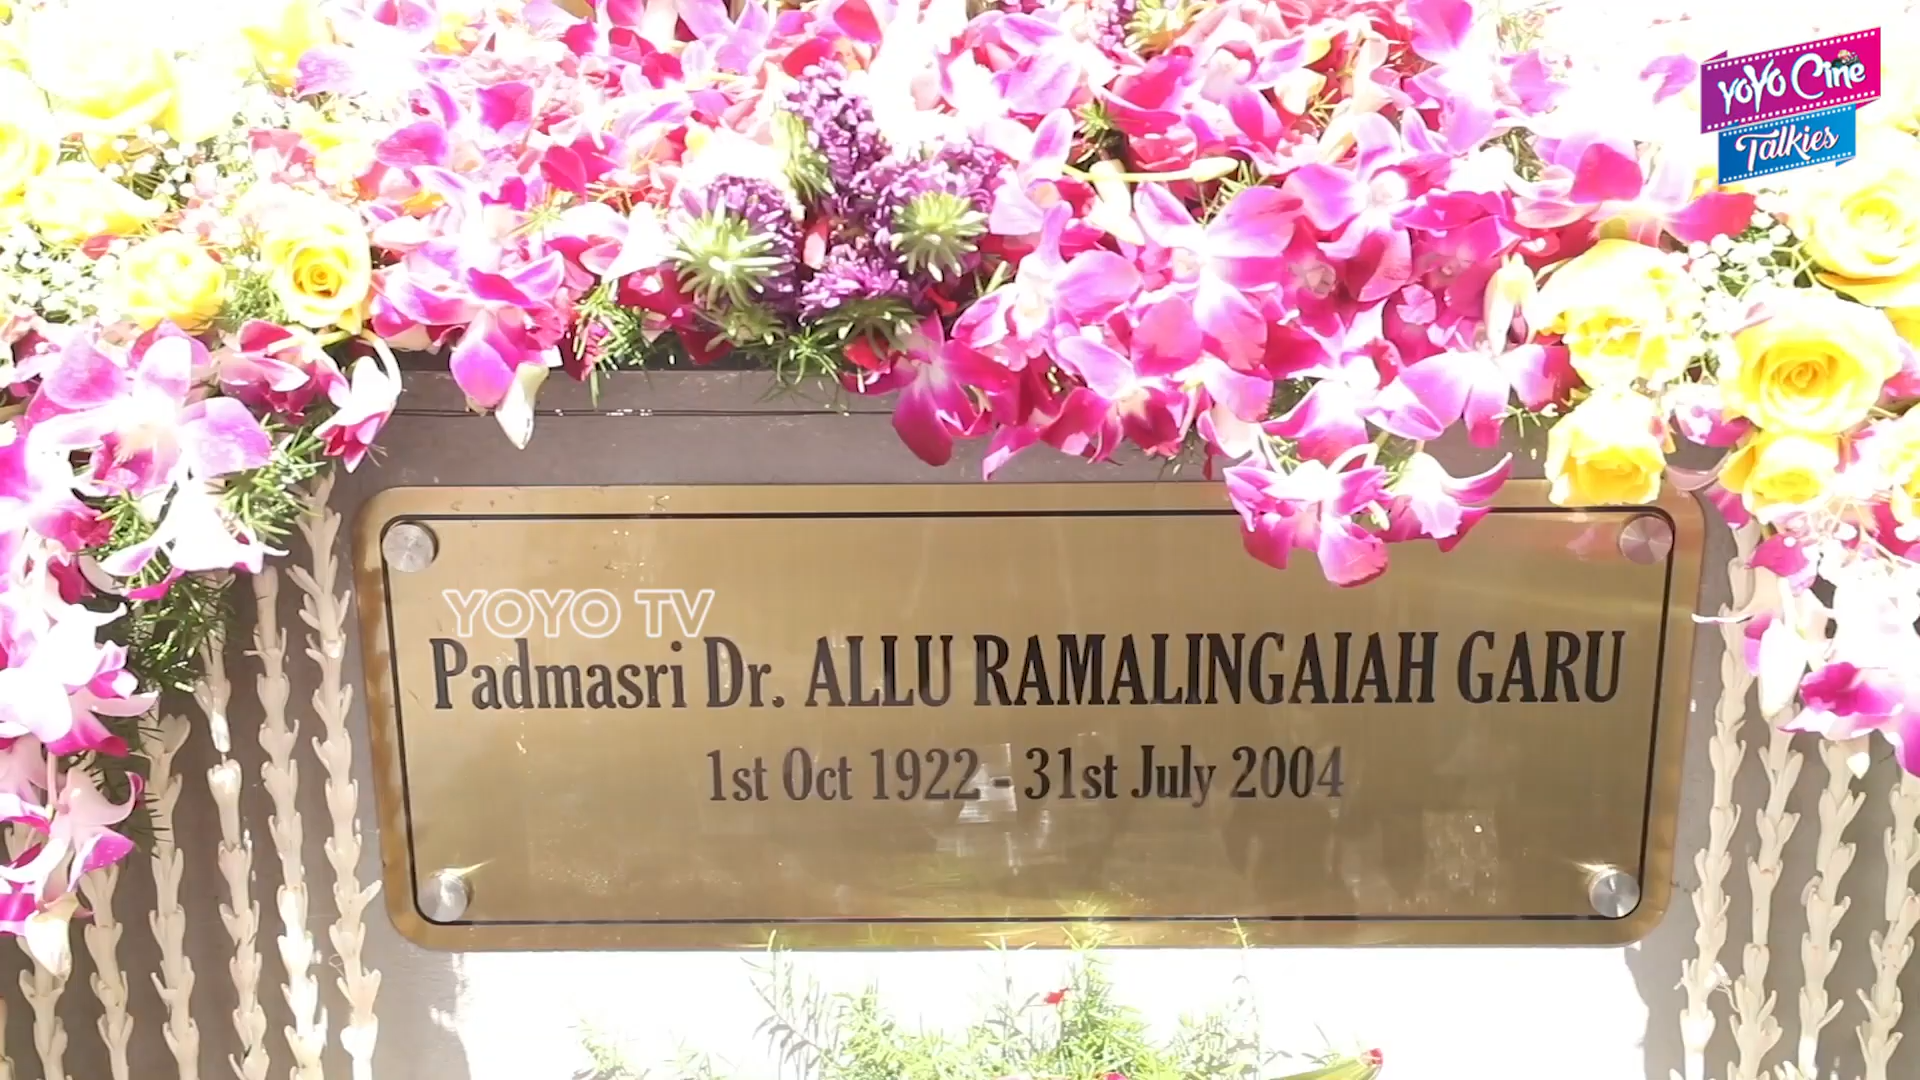 YOYO Cine
Talkies
YOYO TV
Padmasri Dr. ALLU RAMALINGAIAH GARU
1st Oct 1922 - 31st July 2004